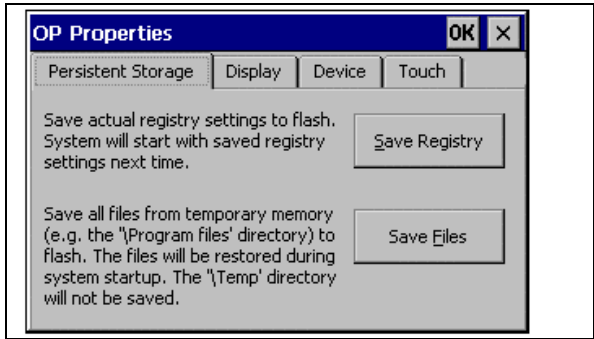 OP Properties OK ×
Persistent Storage Display Device Touch
Save actual registry settings to flash.
System will start with saved registry
settings next time.
Save Registry
Save all files from temporary memory
(e.g. the "\Program files' directory) to
flash. The files will be restored during
system startup. The "\Temp' directory
will not be saved.
Save Files